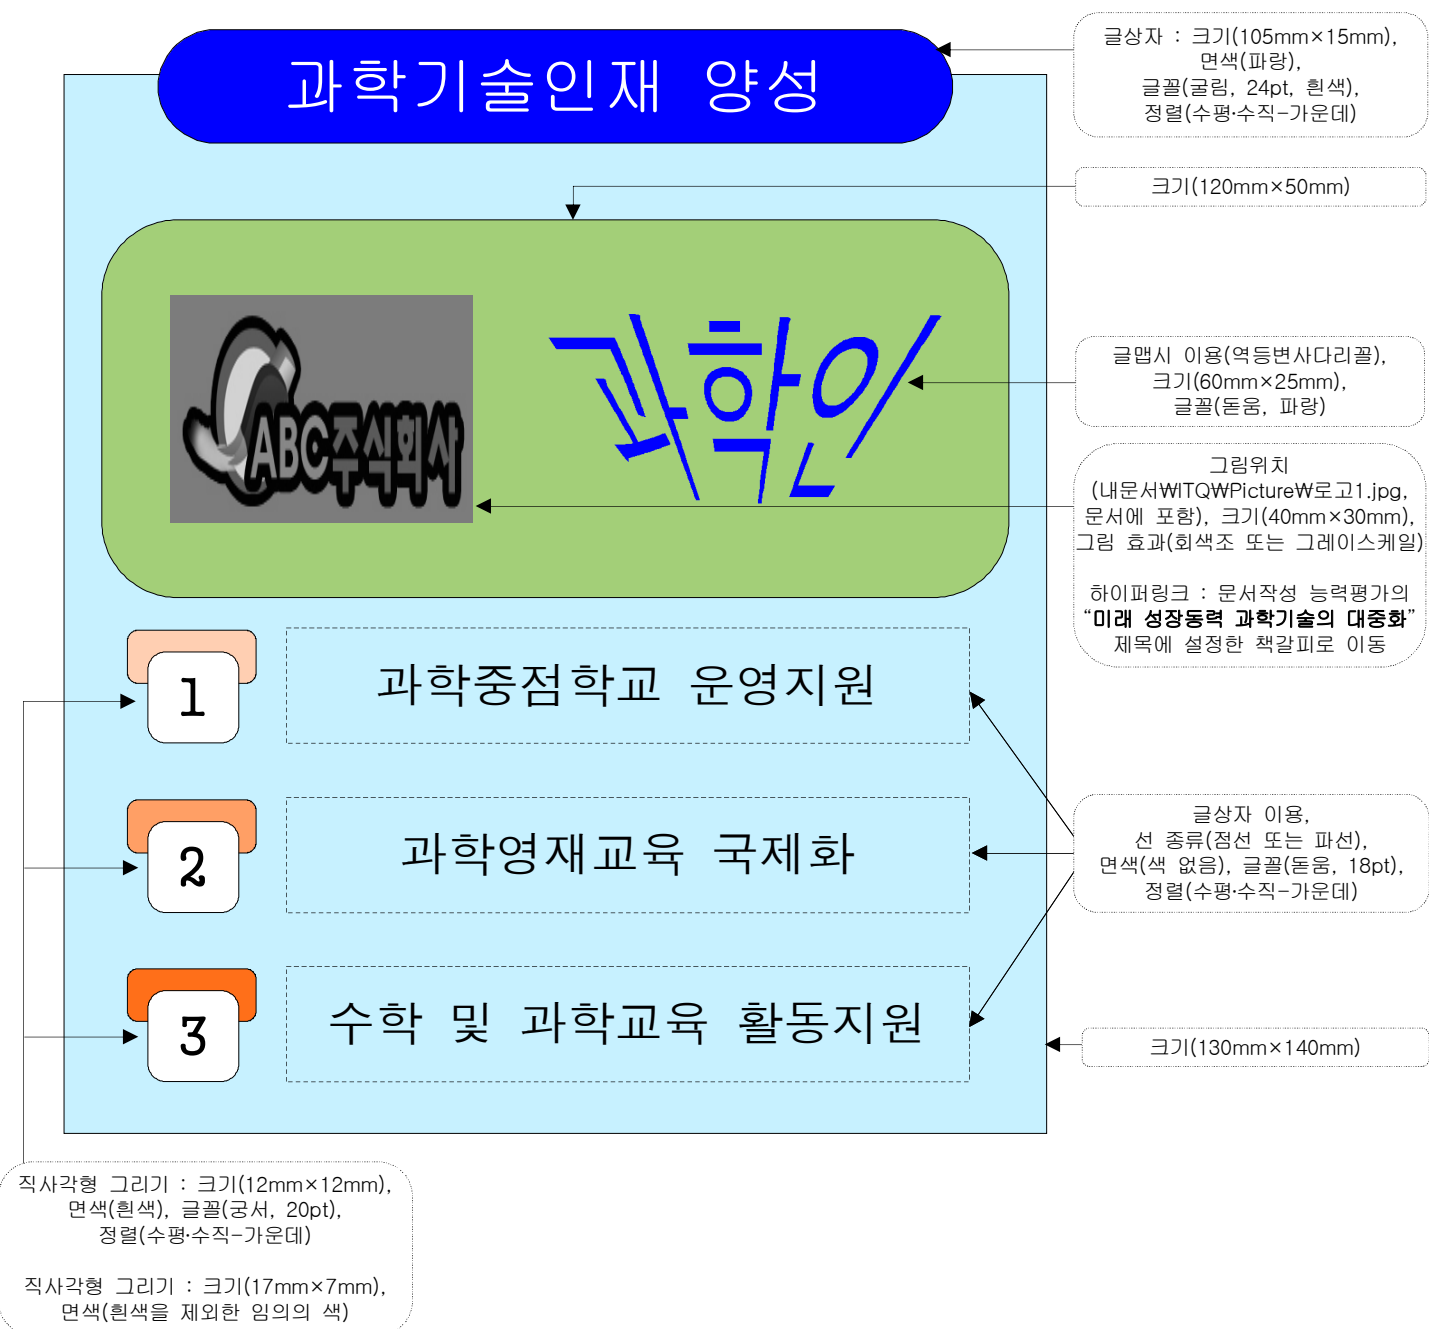 과학기술인재 양성
글상자 : 크기(105mm×15mm),
면색(파랑),
글꼴(굴림, 24pt, 흰색),
정렬(수평·수직-가운데)
크기(120mm×50mm)
ABC주식회사
과학인
글맵시 이용(역등변사다리꼴),
크기(60mm×25mm),
글꼴(돋움, 파랑)
그림위치
(내문서₩ITQ₩Picture₩로고1.jpg,
문서에 포함), 크기(40mm×30mm),
그림 효과(회색조 또는 그레이스케일)
하이퍼링크 : 문서작성 능력평가의
“미래 성장동력 과학기술의 대중화”
제목에 설정한 책갈피로 이동
1
과학중점학교 운영지원
2
과학영재교육 국제화
글상자 이용,
선 종류(점선 또는 파선),
면색(색 없음), 글꼴(돋움, 18pt),
정렬(수평·수직-가운데)
3
수학 및 과학교육 활동지원
크기(130mm×140mm)
직사각형 그리기 : 크기(12mm×12mm),
면색(흰색), 글꼴(궁서, 20pt),
정렬(수평·수직-가운데)
직사각형 그리기 : 크기(17mm×7mm),
면색(흰색을 제외한 임의의 색)